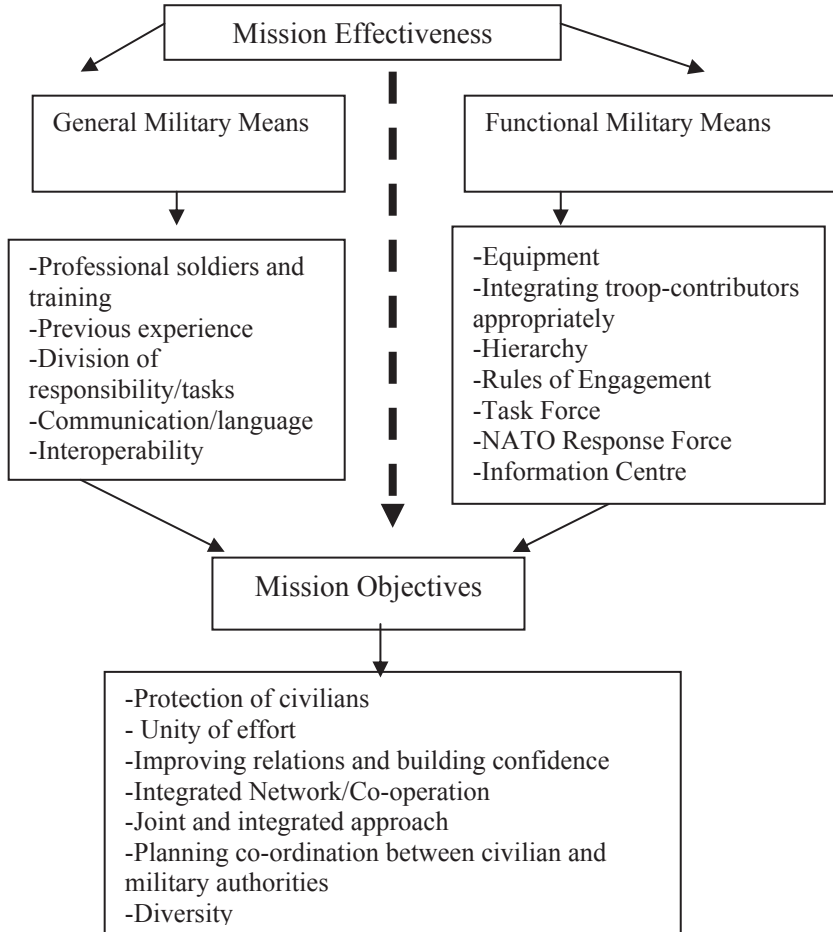 Mission Effectiveness
General Military Means
Functional Military Means
-Professional soldiers and
training
-Previous experience
-Division of
responsibility/tasks
-Communication/language
-Interoperability
-Equipment
-Integrating troop-contributors
appropriately
-Hierarchy
-Rules of Engagement
-Task Force
-NATO Response Force
-Information Centre
Mission Objectives
-Protection of civilians
- Unity of effort
-Improving relations and building confidence
-Integrated Network/Co-operation
-Joint and integrated approach
-Planning co-ordination between civilian and
military authorities
-Diversity